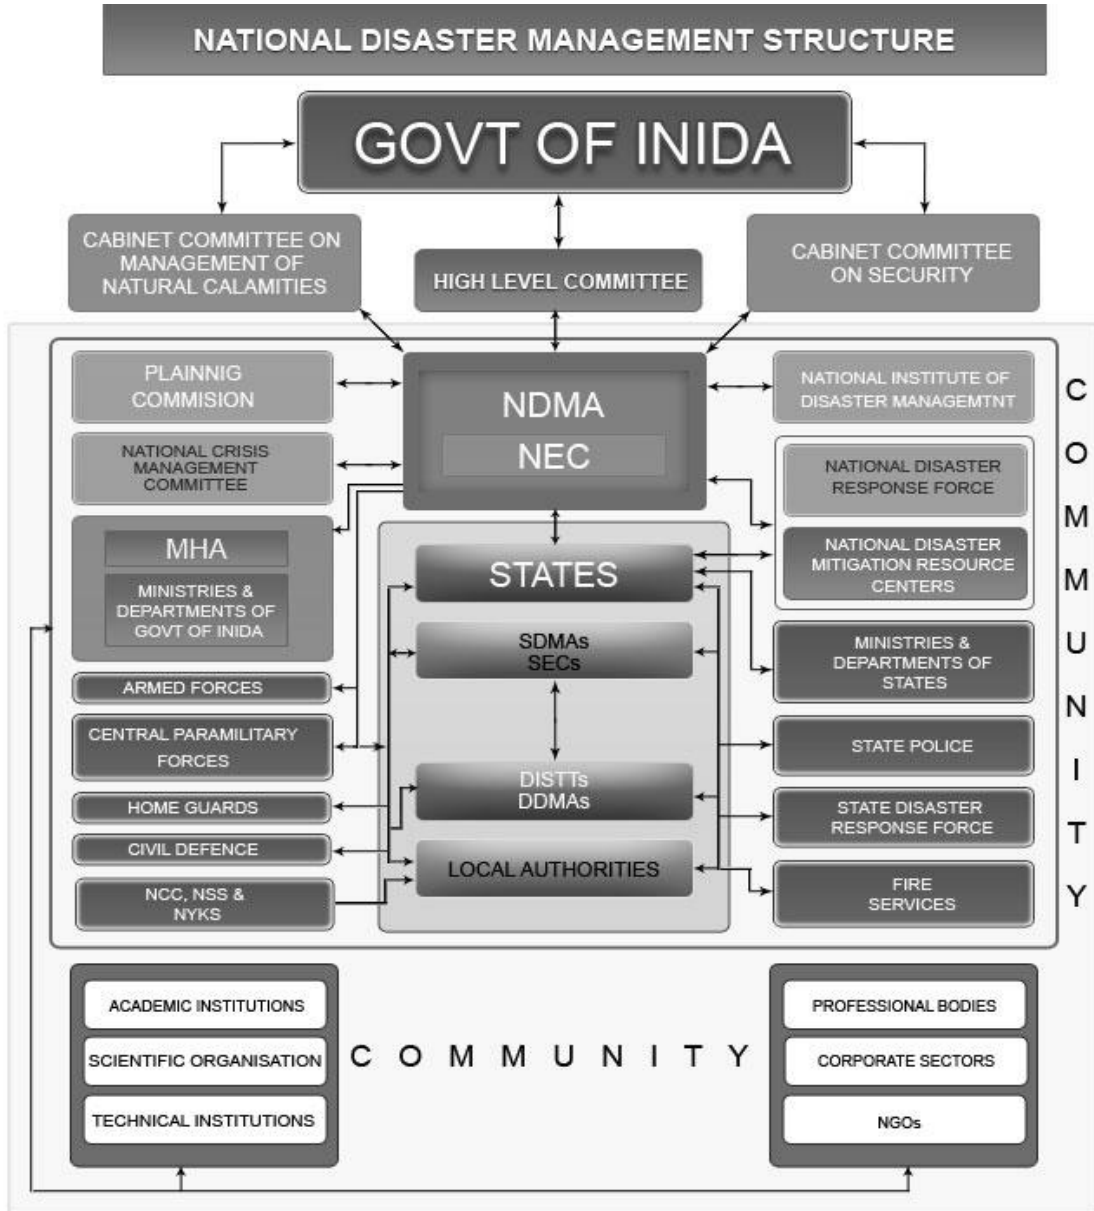 NATIONAL DISASTER MANAGEMENT STRUCTURE
GOVT OF INIDA
CABINET COMMITTEE ON
MANAGEMENT OF
NATURAL CALAMITIES
HIGH LEVEL COMMITTEE
CABINET COMMITTEE
ON SECURITY
PLAINNIG
COMMISION
NATIONAL CRISIS
MANAGEMENT
COMMITTEE
MHA
MINISTRIES &
DEPARTMENTS OF
GOVT OF INIDA
ARMED FORCES
CENTRAL PARAMILITARY
FORCES
HOME GUARDS
CIVIL DEFENCE
NCC, NSS &
NYKS
NDMA
NEC
STATES
SDMAs
SECs
DISTTs
DDMAs
LOCAL AUTHORITIES
NATIONAL INSTITUTE OF
DISASTER MANAGEMTNT
NATIONAL DISASTER
RESPONSE FORCE
NATIONAL DISASTER
MITIGATION RESOURCE
CENTERS
MINISTRIES &
DEPARTMENTS OF
STATES
STATE POLICE
STATE DISASTER
RESPONSE FORCE
FIRE
SERVICES
C O M M U N I T Y
ACADEMIC INSTITUTIONS
SCIENTIFIC ORGANISATION
TECHNICAL INSTITUTIONS
C O M M U N I T Y
PROFESSIONAL BODIES
CORPORATE SECTORS
NGOs